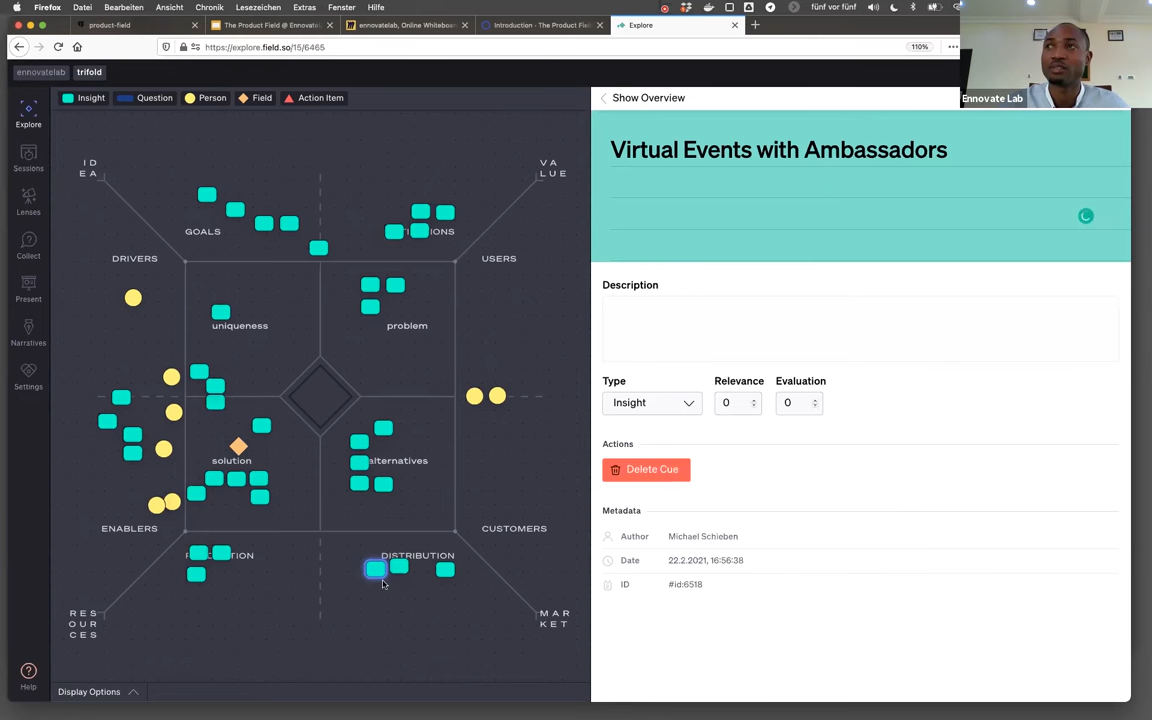 Firefox Datei Bearbeiten Ansicht Chronik Lesezeichen Extras Fenster Hilfe
fünf vor fünf
product-field
The Product Field @ Ennovate
ennovatelab, Online Whiteboard
Introduction - The Product Field
Explore
https://explore.field.so/15/6465
110%
ennovatelab trifold
Ennovate Lab
Insight Question Person Field Action Item
Show Overview
Explore
Sessions
Lenses
Collect
Present
Narratives
Settings
Help
ID
EA
VA
LUE
GOALS
DRIVERS
USERS
uniqueness
problem
solution
alternatives
ENABLERS
CUSTOMERS
DISTRIBUTION
RES
OUR
CES
MAR
KET
Display Options
Virtual Events with Ambassadors
Description
Type Relevance Evaluation
Insight 0 0
Actions
Delete Cue
Metadata
Author Michael Schieben
Date 22.2.2021, 16:56:38
ID #id:6518